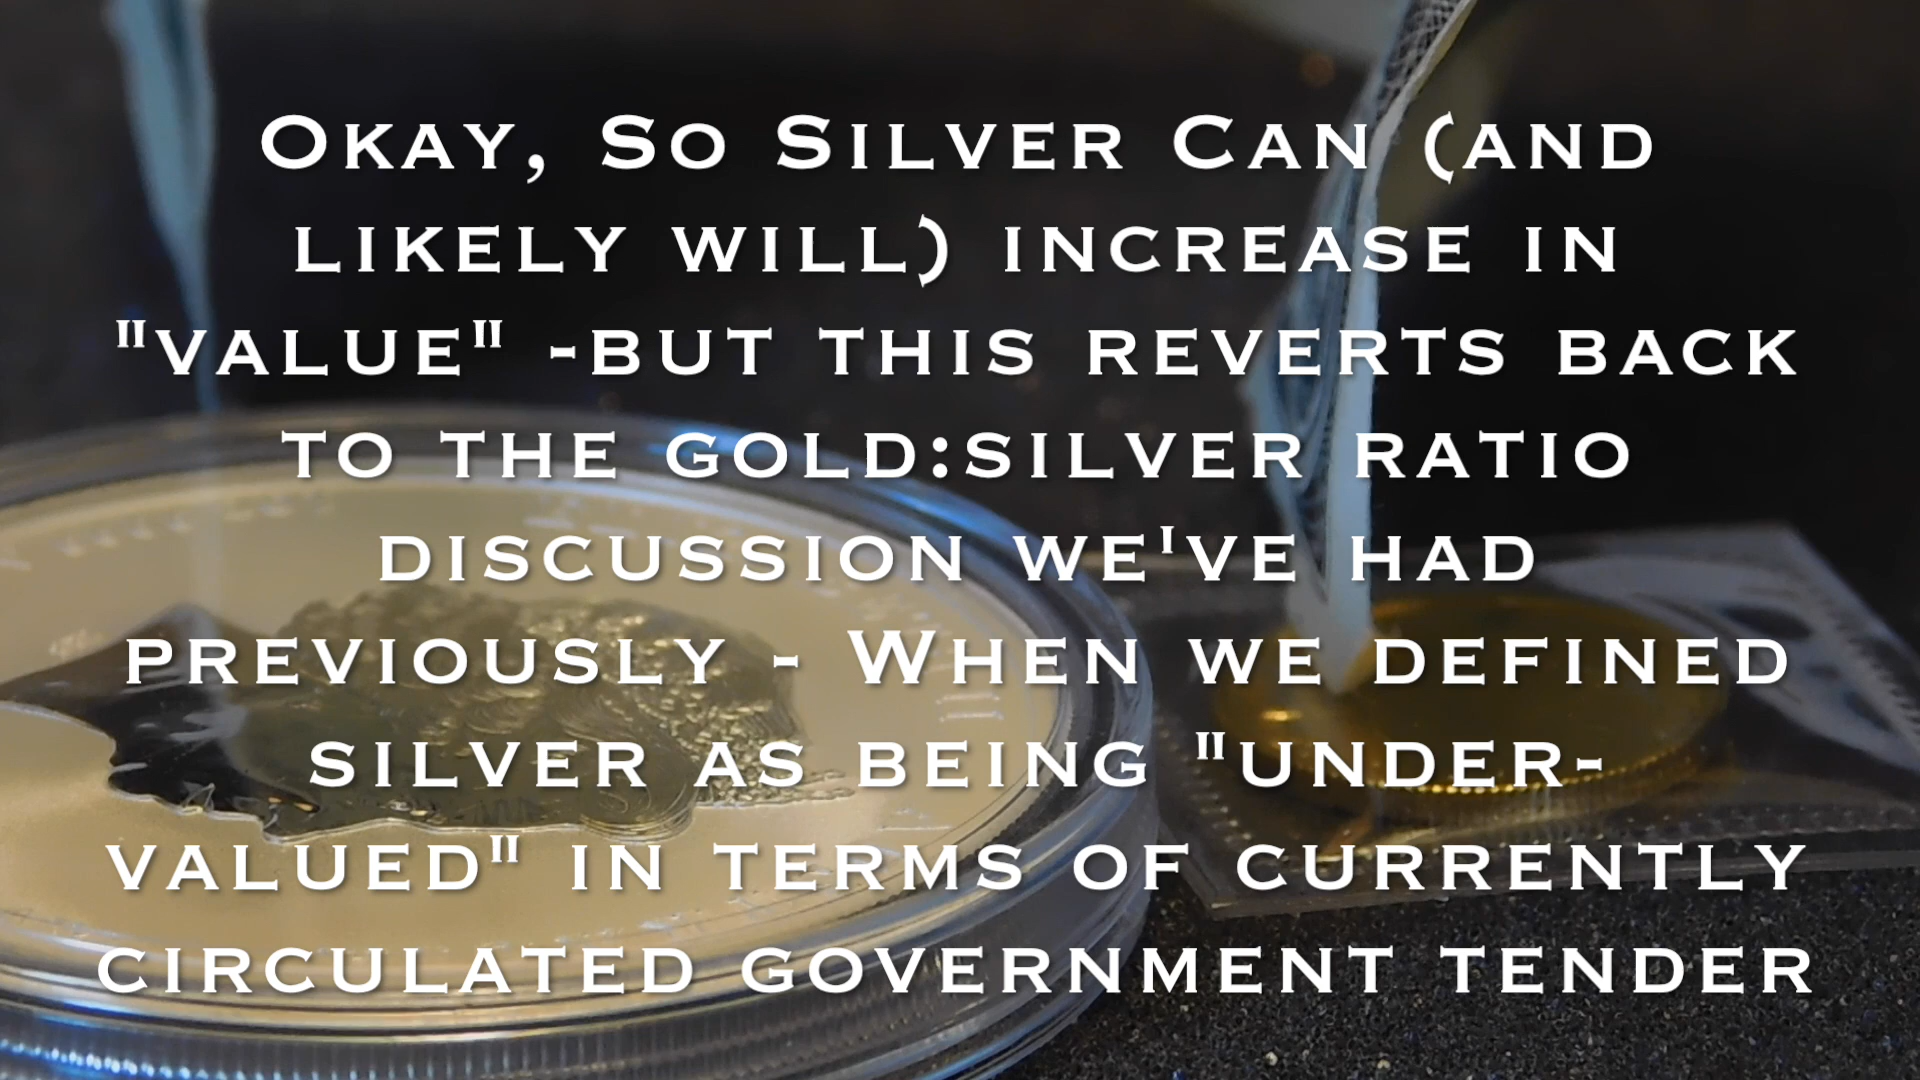 Okay, So Silver Can (and
likely will) increase in
"value" -but this reverts back
to the gold:silver ratio
discussion we've had
previously - When we defined
silver as being "under-
valued" in terms of currently
circulated government tender